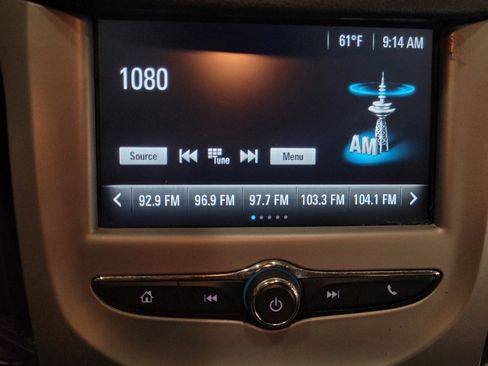 61°F 9:14 AM
1080
AM
Source Tune Menu
92.9 FM 96.9 FM 97.7 FM 103.3 FM 104.1 FM